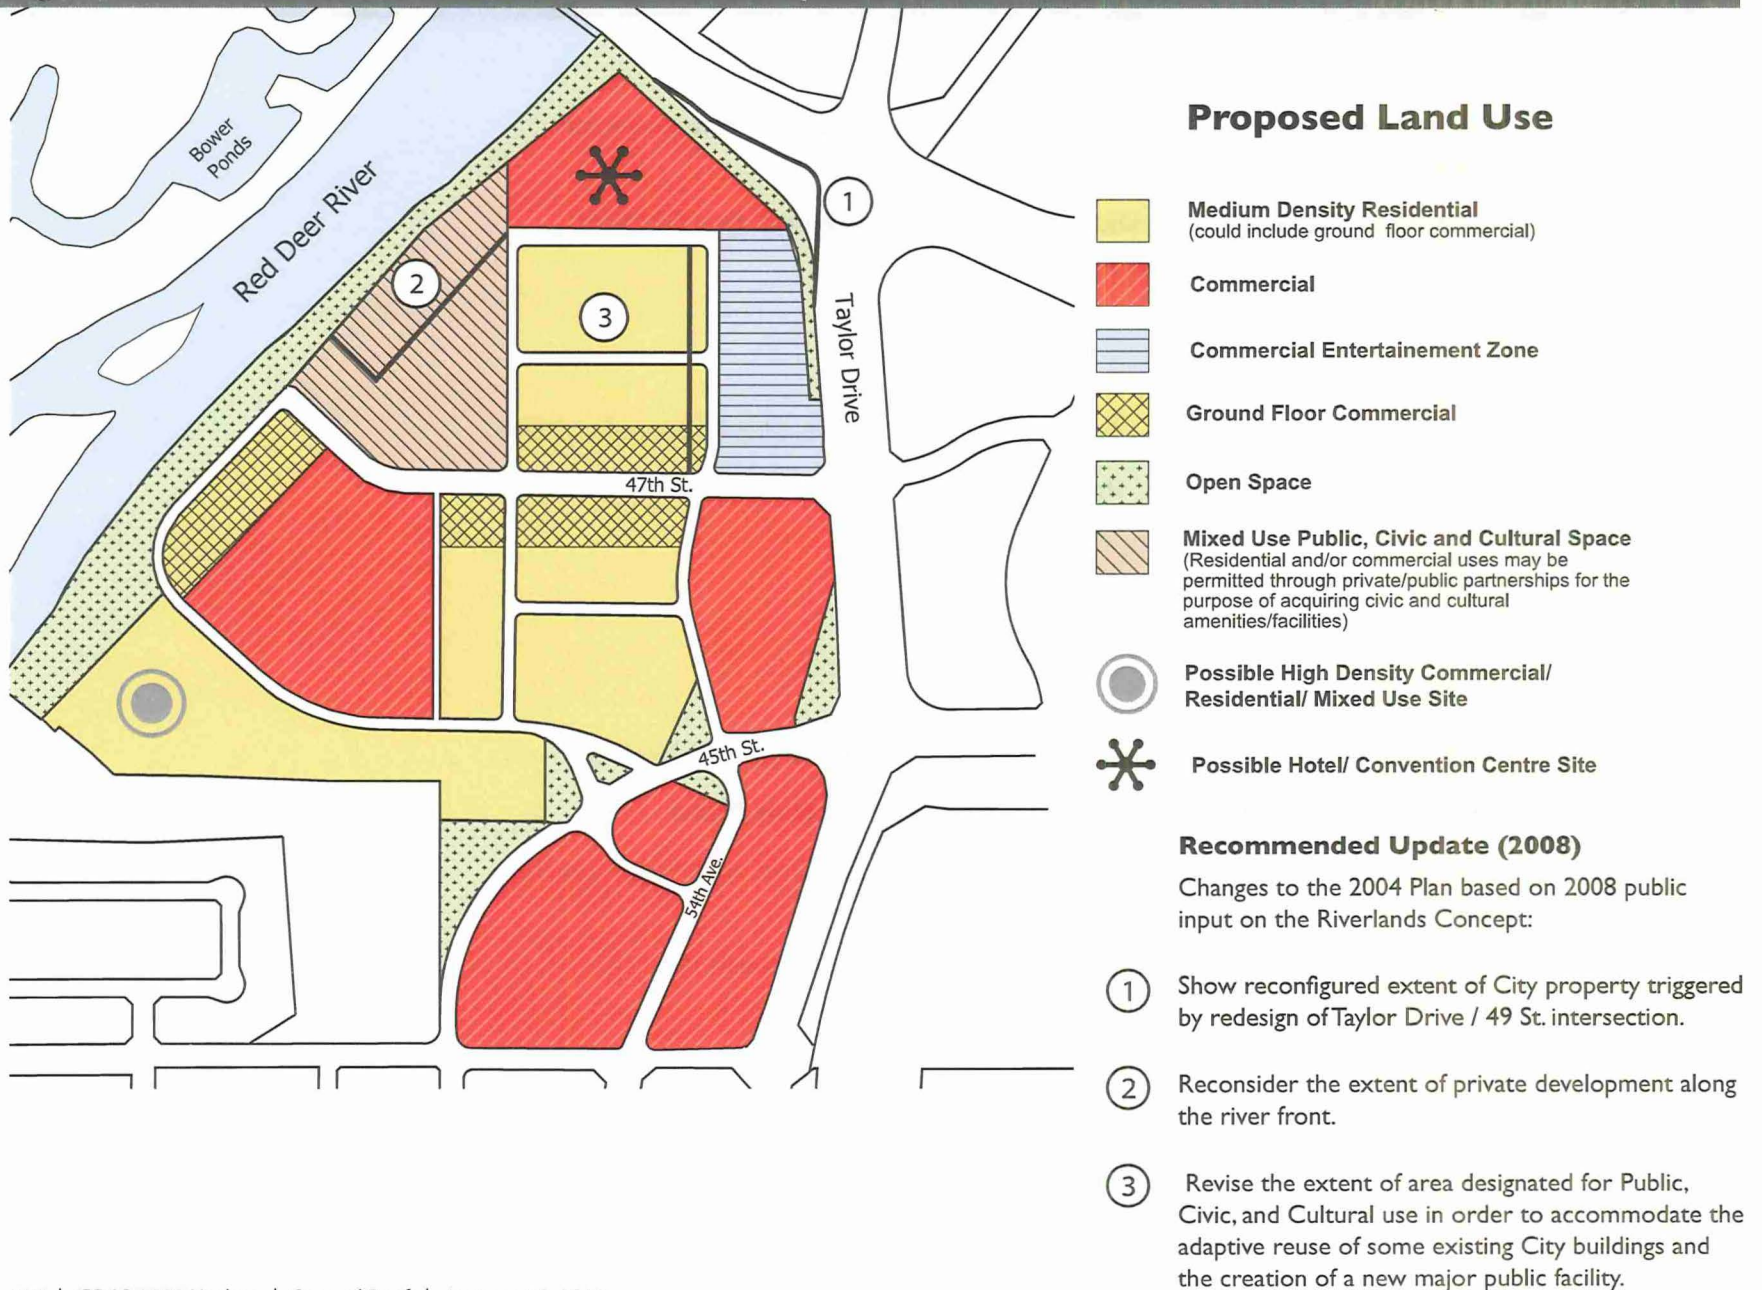 Bower
Ponds
Red Deer River
1
2
3
Taylor Drive
47th St.
45th St.
54th Ave.
Proposed Land Use
Medium Density Residential
(could include ground floor commercial)
Commercial
Commercial Entertainement Zone
Ground Floor Commercial
Open Space
Mixed Use Public, Civic and Cultural Space
(Residential and/or commercial uses may be
permitted through private/public partnerships for the
purpose of acquiring civic and cultural
amenities/facilities)
Possible High Density Commercial/
Residential/ Mixed Use Site
Possible Hotel/ Convention Centre Site
Recommended Update (2008)
Changes to the 2004 Plan based on 2008 public
input on the Riverlands Concept:
1 Show reconfigured extent of City property triggered
by redesign of Taylor Drive / 49 St. intersection.
2 Reconsider the extent of private development along
the river front.
3 Revise the extent of area designated for Public,
Civic, and Cultural use in order to accommodate the
adaptive reuse of some existing City buildings and
the creation of a new major public facility.